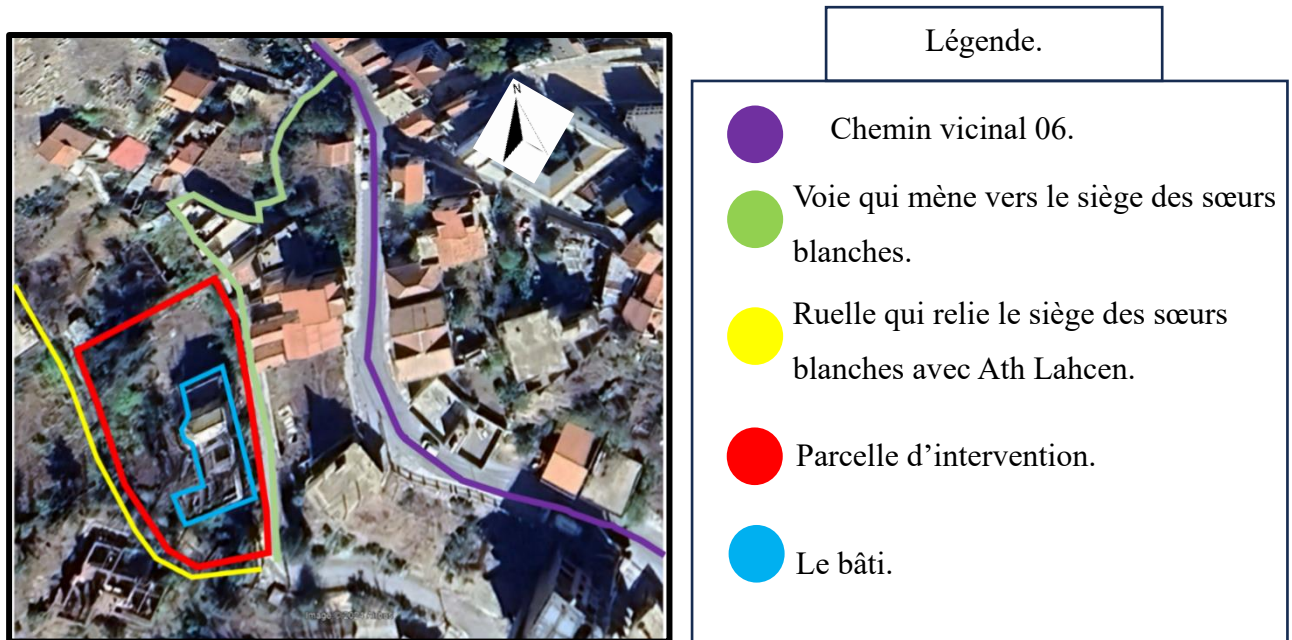 N
Légende.
Chemin vicinal 06.
Voie qui mène vers le siège des sœurs
blanches.
Ruelle qui relie le siège des sœurs
blanches avec Ath Lahcen.
Parcelle d’intervention.
Le bâti.
Image ©